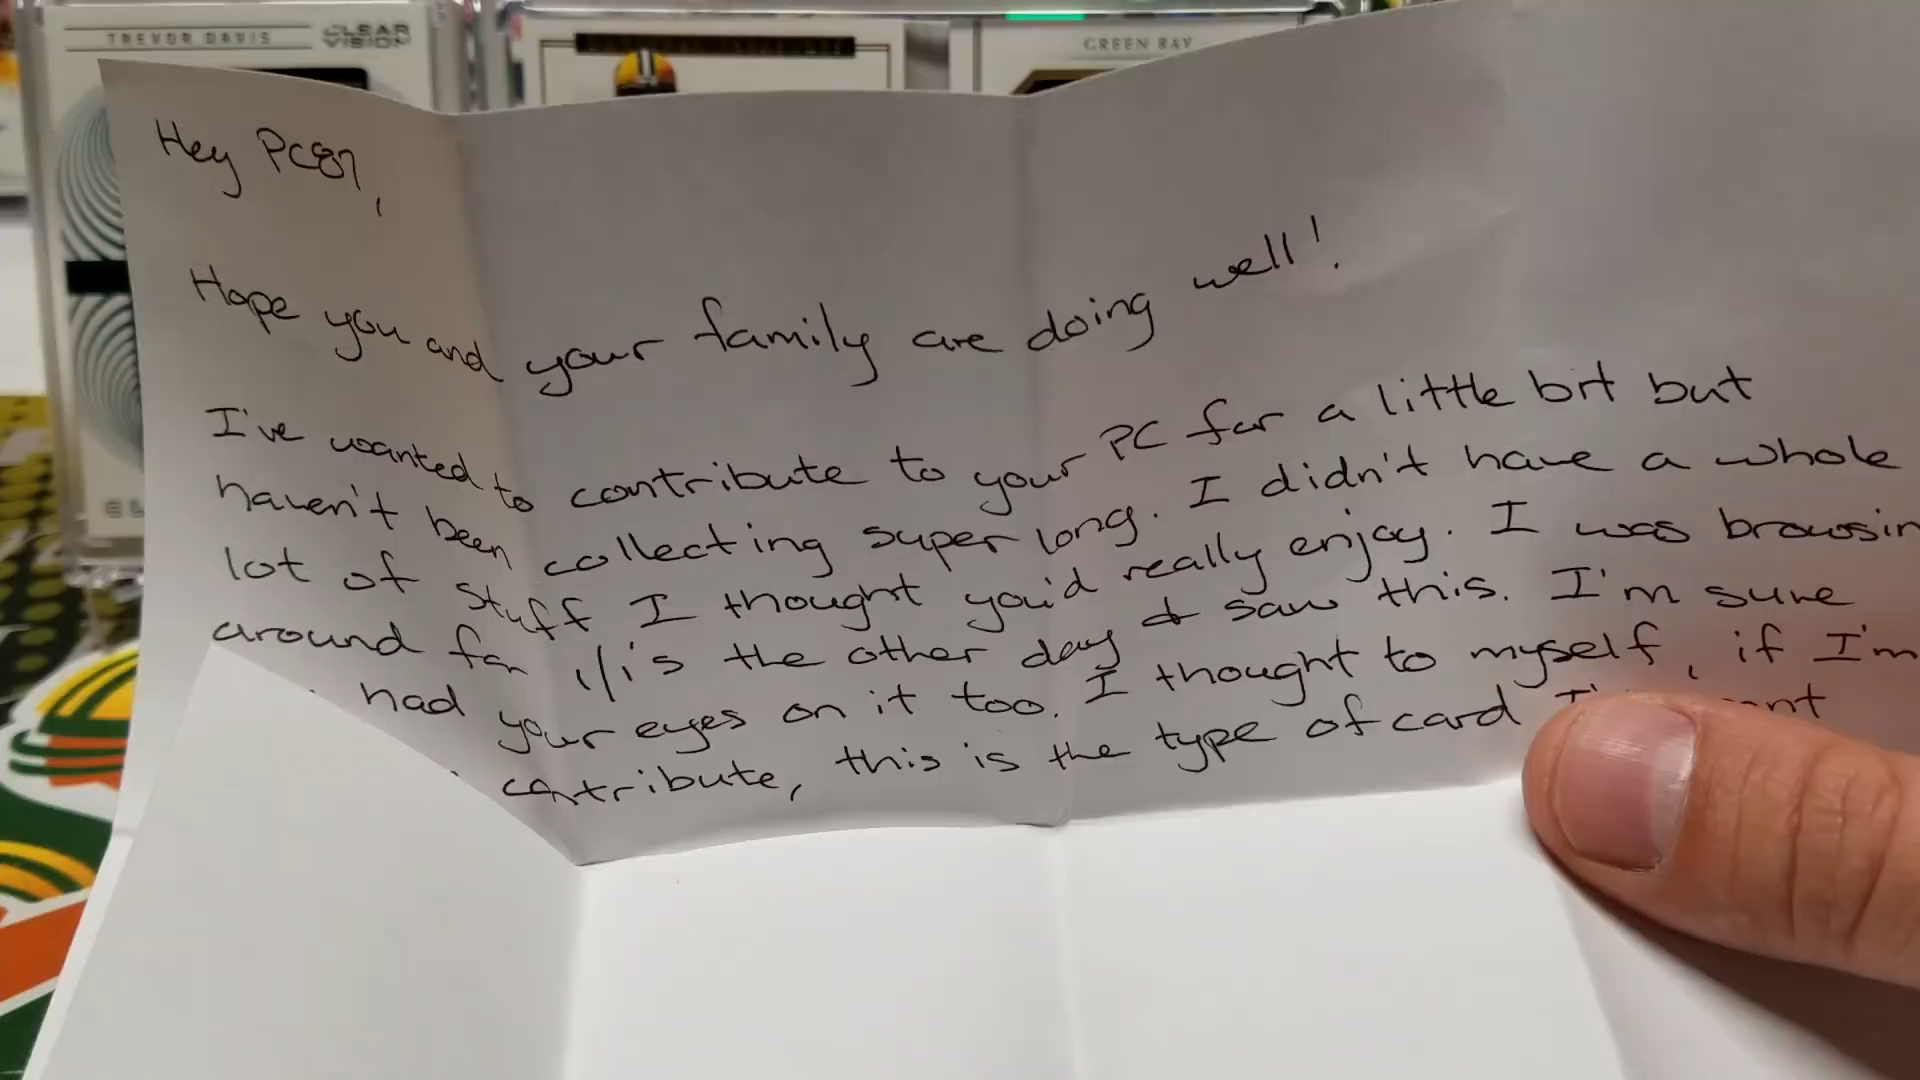 TREVOR DAVIS
CLEAR VISION
GREEN BAY
Hey PC87,
Hope you and your family are doing well!
I've wanted to contribute to your PC for a little bit but
haven't been collecting super long. I didn't have a whole
lot of stuff I thought you'd really enjoy. I was browsin
around for 1/1's the other day & saw this. I'm sure
had your eyes on it too. I thought to myself, if I'm
contribute, this is the type of card